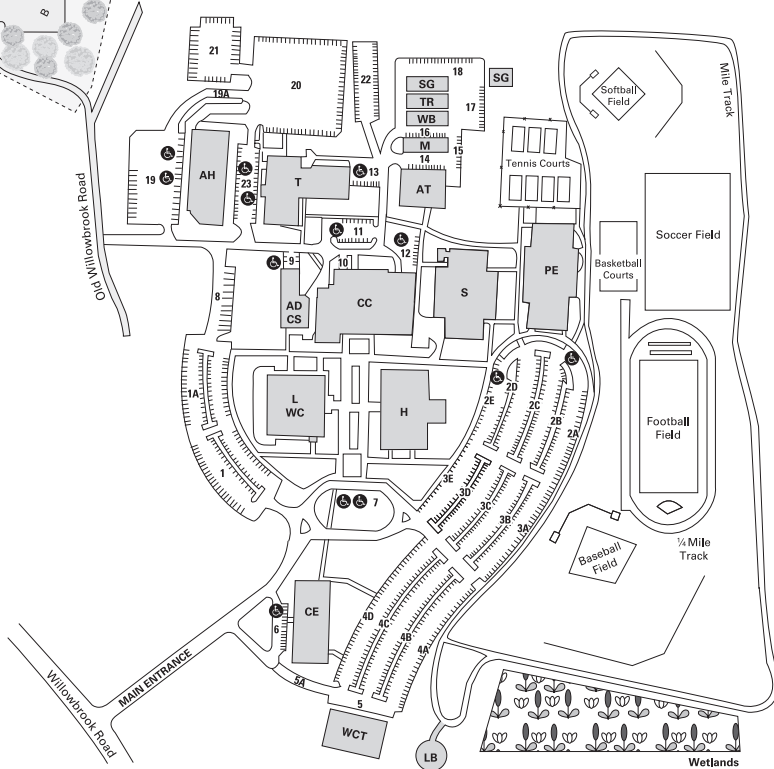 B
21
20
22
18
SG
SG
TR
17
WB
16
M
15
14
19A
Softball
Field
Mile Track
Tennis Courts
19
AH
23
T
13
AT
Old Willowbrook Road
11
12
Soccer Field
Basketball
Courts
PE
9
10
8
AD
CS
CC
S
1A
L
WC
H
2E
2D
2C
2B
2A
Football
Field
1
3E
3D
3C
3B
3A
7
Baseball
Field
¼ Mile
Track
CE
6
4D
4C
4B
4A
MAIN ENTRANCE
5A
5
Willowbrook Road
WCT
LB
Wetlands